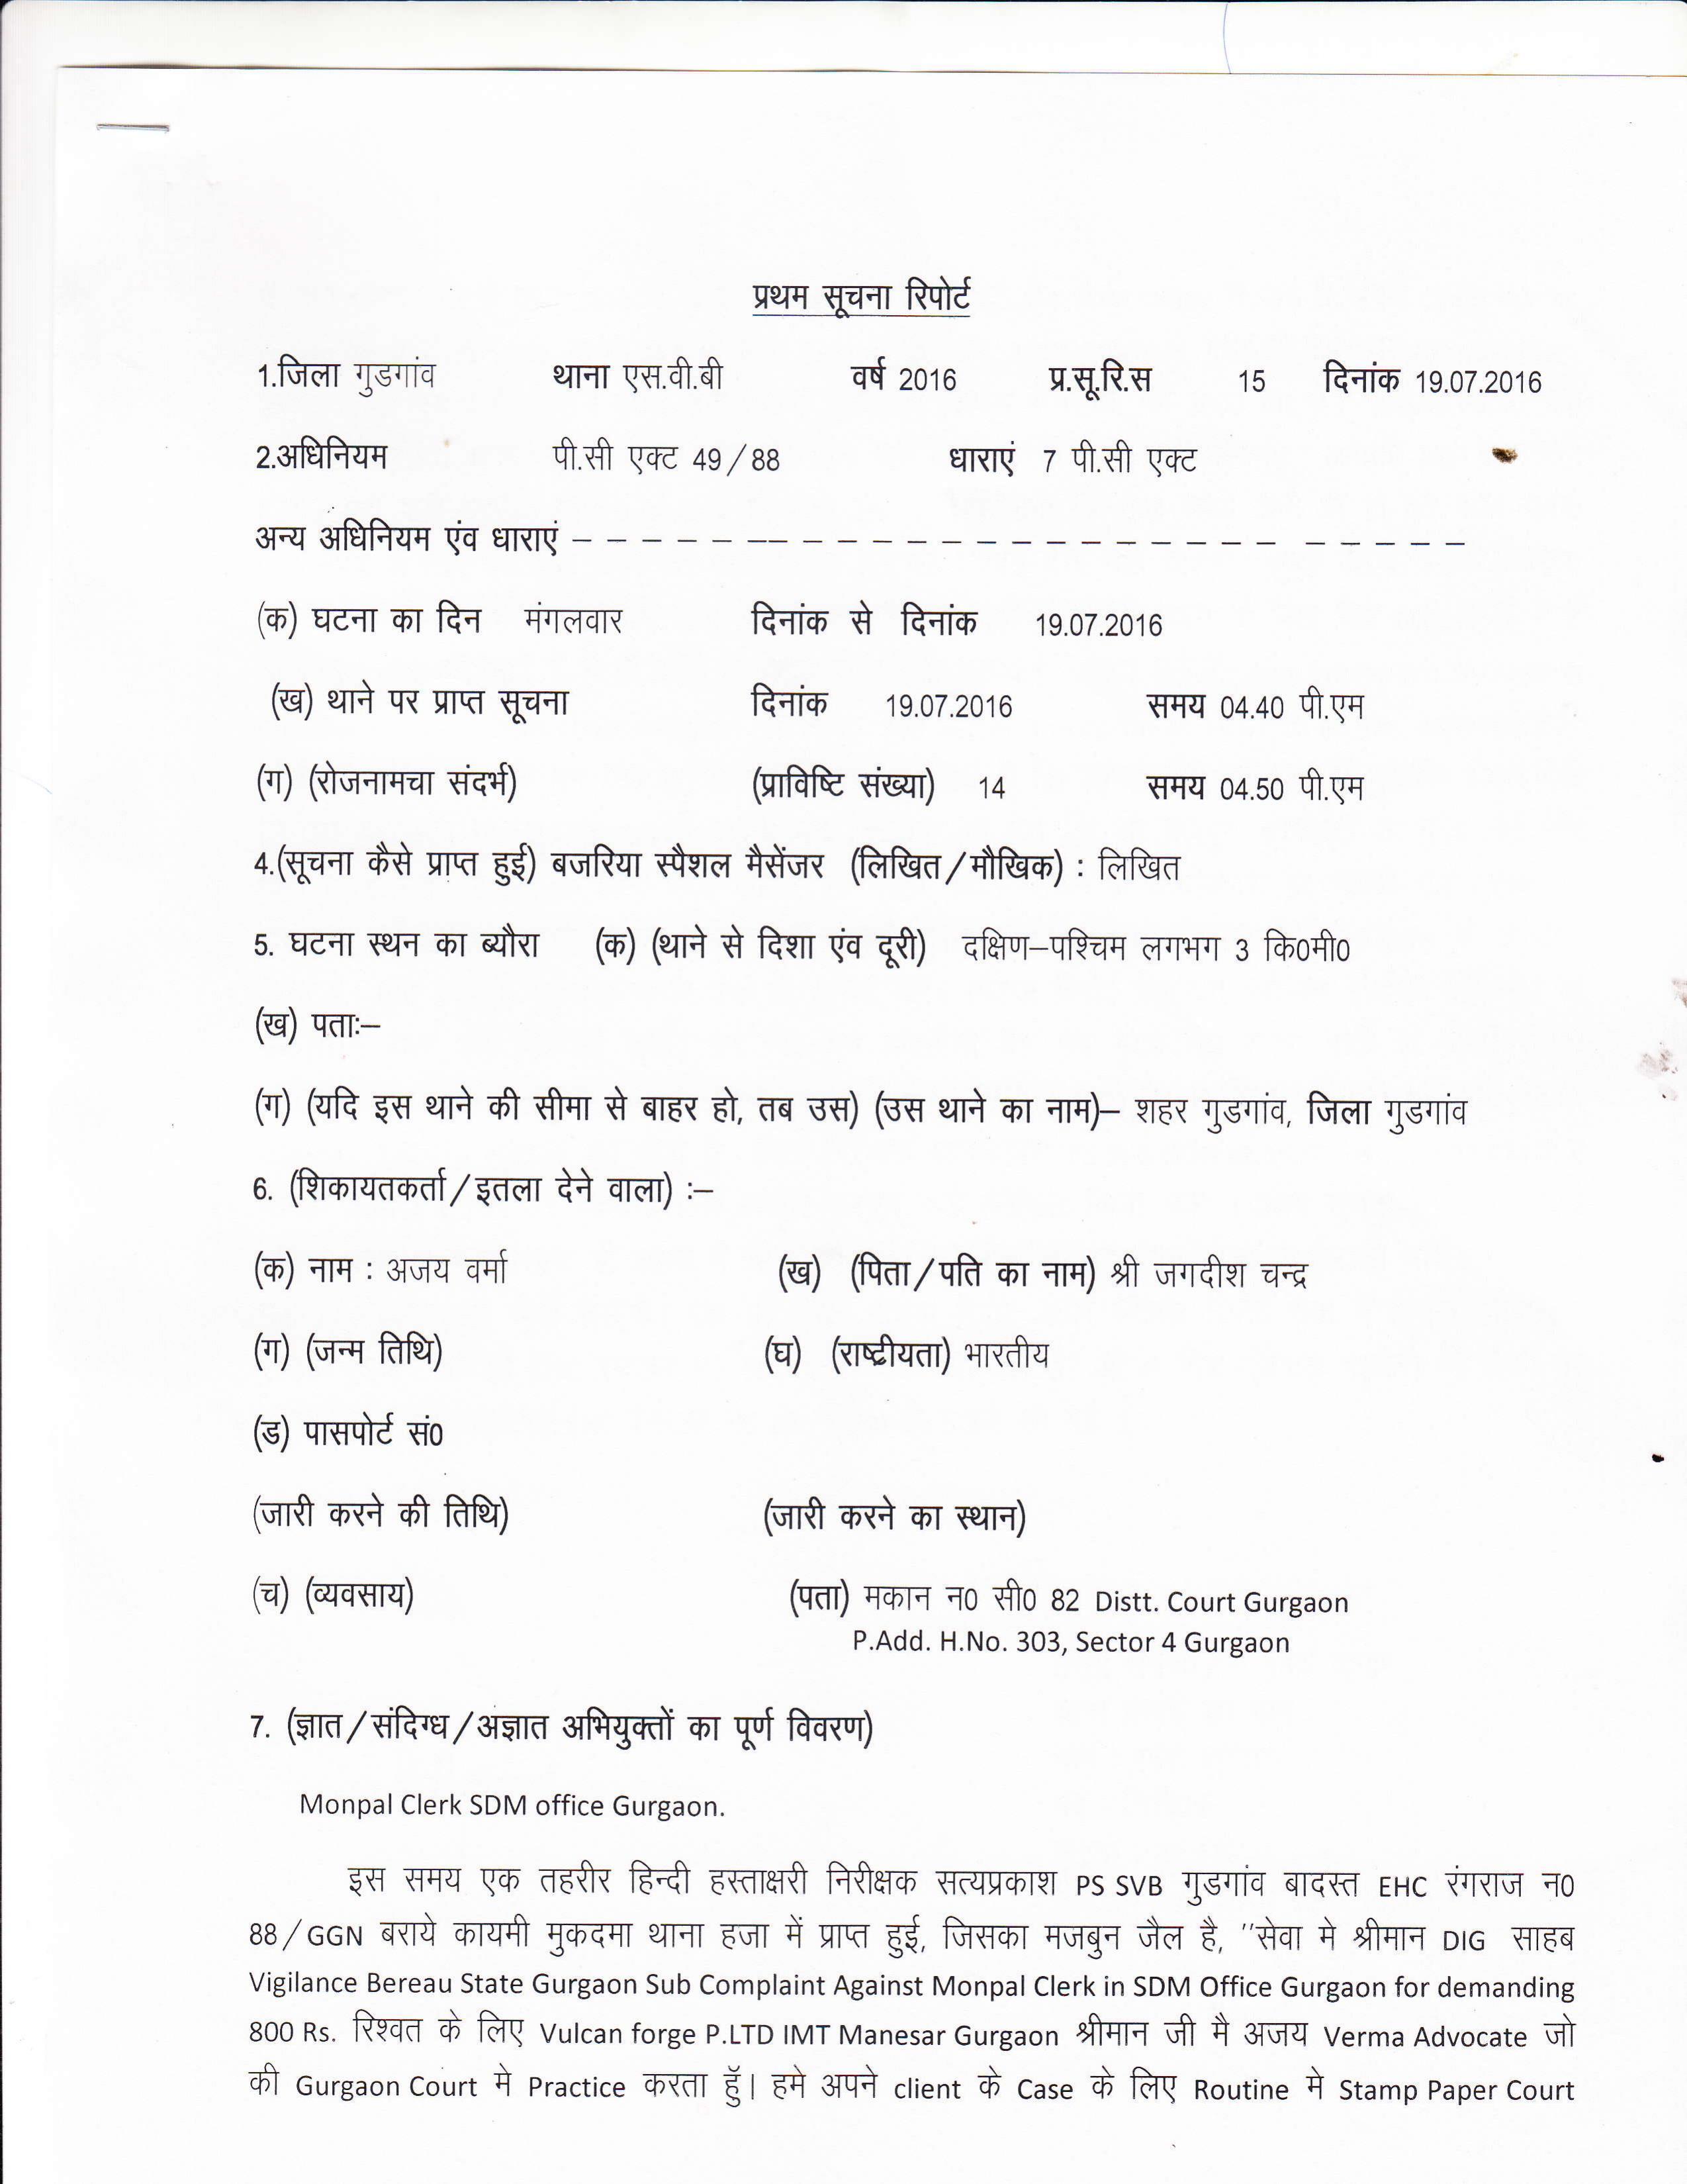 प्रथम सूचना रिपोर्ट
1.जिला गुडगांव थाना एस.वी.बी वर्ष 2016 प्र.सू.रि.स 15 दिनांक 19.07.2016
2.अधिनियम पी.सी एक्ट 49/88 धाराएं 7 पी.सी एक्ट
अन्य अधिनियम एंव धाराएं – – – – – – – – – – – – – – – – – – – – – – – – – –
(क) घटना का दिन मंगलवार दिनांक से दिनांक 19.07.2016
(ख) थाने पर प्राप्त सूचना दिनांक 19.07.2016 समय 04.40 पी.एम
(ग) (रोजनामचा संदर्भ) (प्राविष्टि संख्या) 14 समय 04.50 पी.एम
4.(सूचना कैसे प्राप्त हुई) बजरिया स्पैशल मैसेंजर (लिखित/मौखिक) : लिखित
5. घटना स्थन का ब्यौरा (क) (थाने से दिशा एंव दूरी) दक्षिण–पश्चिम लगभग 3 कि0मी0
(ख) पताः–
(ग) (यदि इस थाने की सीमा से बाहर हो, तब उस) (उस थाने का नाम)– शहर गुडगांव, जिला गुडगांव
6. (शिकायतकर्ता/इतला देने वाला) :–
(क) नाम : अजय वर्मा (ख) (पिता/पति का नाम) श्री जगदीश चन्द्र
(ग) (जन्म तिथि) (घ) (राष्टीयता) भारतीय
(ड) पासपोर्ट सं0
(जारी करने की तिथि) (जारी करने का स्थान)
(च) (व्यवसाय) (पता) मकान न0 सी0 82 Distt. Court Gurgaon
P.Add. H.No. 303, Sector 4 Gurgaon
7. (ज्ञात/संदिग्ध/अज्ञात अभियुक्तों का पूर्ण विवरण)
Monpal Clerk SDM office Gurgaon.
इस समय एक तहरीर हिन्दी हस्ताक्षरी निरीक्षक सत्यप्रकाश PS SVB गुडगांव बादस्त EHC रंगराज न0
88/GGN बराये कायमी मुकदमा थाना हजा में प्राप्त हुई, जिसका मजबुन जैल है, ''सेवा मे श्रीमान DIG साहब
Vigilance Bereau State Gurgaon Sub Complaint Against Monpal Clerk in SDM Office Gurgaon for demanding
800 Rs. रिश्वत के लिए Vulcan forge P.LTD IMT Manesar Gurgaon श्रीमान जी मै अजय Verma Advocate जो
की Gurgaon Court मे Practice करता हूॅ। हमे अपने client के Case के लिए Routine मे Stamp Paper Court